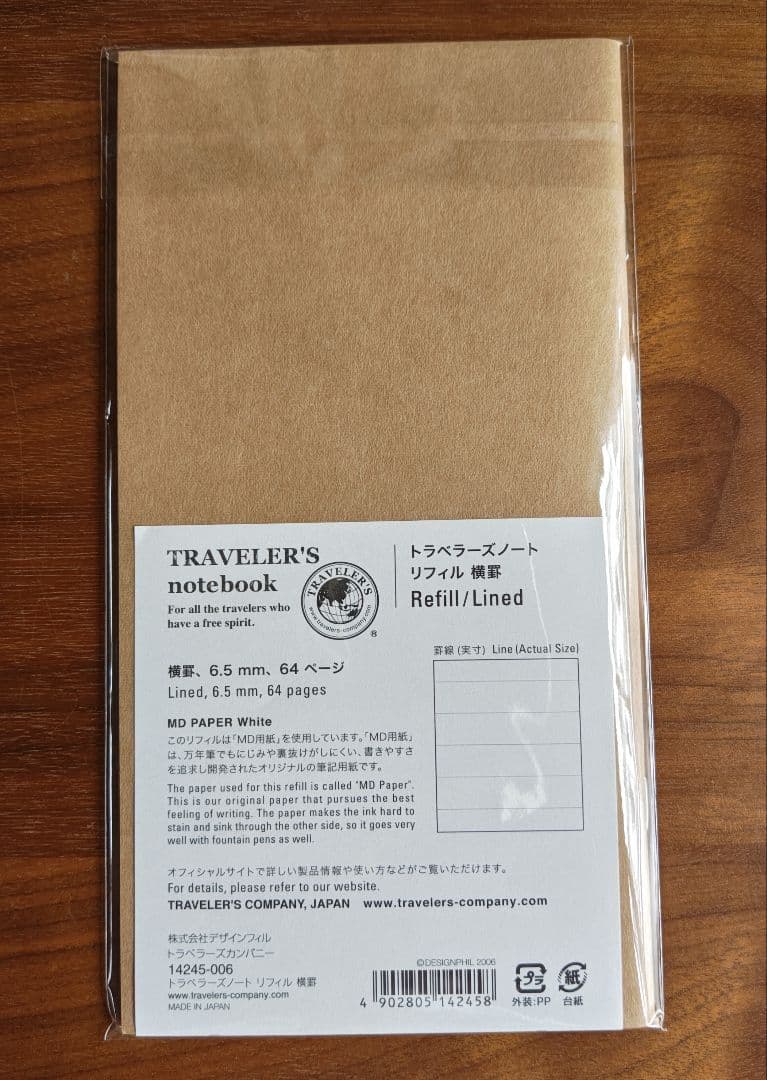 TRAVELER'S
notebook
For all the travelers who
have a free spirit.
TRAVELER'S
www.travelers-company.com
®
トラベラーズノート
リフィル 横罫
Refill/Lined
横罫、6.5 mm、64 ページ
Lined, 6.5 mm, 64 pages
罫線 (実寸) Line (Actual Size)
MD PAPER White
このリフィルは「MD用紙」を使用しています。「MD用紙」
は、万年筆でもにじみや裏抜けがしにくい、書きやすさ
を追求し開発されたオリジナルの筆記用紙です。
The paper used for this refill is called "MD Paper".
This is our original paper that pursues the best
feeling of writing. The paper makes the ink hard to
stain and sink through the other side, so it goes very
well with fountain pens as well.
オフィシャルサイトで詳しい製品情報や使い方などがご覧いただけます。
For details, please refer to our website.
TRAVELER'S COMPANY, JAPAN www.travelers-company.com
株式会社デザインフィル
トラベラーズカンパニー
14245-006
トラベラーズノート リフィル 横罫
www.travelers-company.com
MADE IN JAPAN
©DESIGNPHIL 2006
4 902805 142458
プラ
外装:PP
紙
台紙